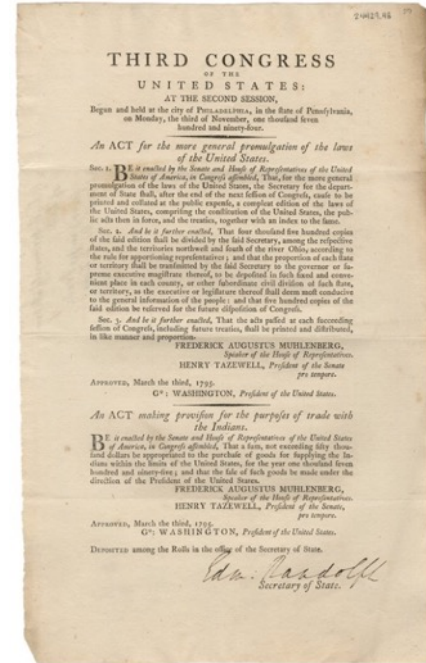 24429.46
THIRD CONGRESS
OF THE
UNITED STATES:
AT THE SECOND SESSION,
Begun and held at the city of PHILADELPHIA, in the state of Pennsylvania,
on Monday, the third of November, one thousand seven
hundred and ninety-four.
An ACT for the more general promulgation of the laws
of the United States.
Sec. 1. BE it enacted by the Senate and House of Representatives of the United
States of America, in Congress assembled, That, for the more general
promulgation of the laws of the United States, the Secretary for the depart-
ment of State shall, after the end of the next session of Congress, cause to be
printed and collated at the public expense, a compleat edition of the laws of
the United States, comprising the constitution of the United States, the pub-
lic acts then in force, and the treaties, together with an index to the same.
Sec. 2. And be it further enacted, That four thousand five hundred copies
of the said edition shall be divided by the said Secretary, among the respective
states, and the territories northwest and south of the river Ohio, according to
the rule for apportioning representatives; and that the proportion of each state
or territory shall be transmitted by the said Secretary to the governor or su-
preme executive magistrate thereof, to be deposited in such fixed and conve-
nient place in each county, or other subordinate civil division of such state,
or territory, as the executive or legislature thereof shall deem most conducive
to the general information of the people: and that five hundred copies of the
said edition be reserved for the future disposition of Congress.
Sec. 3. And be it further enacted, That the acts passed at each succeeding
session of Congress, including future treaties, shall be printed and distributed,
in like manner and proportion.
FREDERICK AUGUSTUS MUHLENBERG,
Speaker of the House of Representatives.
HENRY TAZEWELL, President of the Senate
pro tempore.
APPROVED, March the third, 1795.
Go: WASHINGTON, President of the United States.
An ACT making provision for the purposes of trade with
the Indians.
BE it enacted by the Senate and House of Representatives of the United States
of America, in Congress assembled, That a sum, not exceeding fifty thou-
sand dollars be appropriated to the purchase of goods for supplying the In-
dians within the limits of the United States, for the year one thousand seven
hundred and ninety-five; and that the sale of such goods be made under the
direction of the President of the United States.
FREDERICK AUGUSTUS MUHLENBERG,
Speaker of the House of Representatives.
HENRY TAZEWELL, President of the Senate,
pro tempore.
APPROVED, March the third, 1795.
Go: WASHINGTON, President of the United States.
DEPOSITED among the Rolls in the office of the Secretary of State.
Edm: Randolph
Secretary of State.